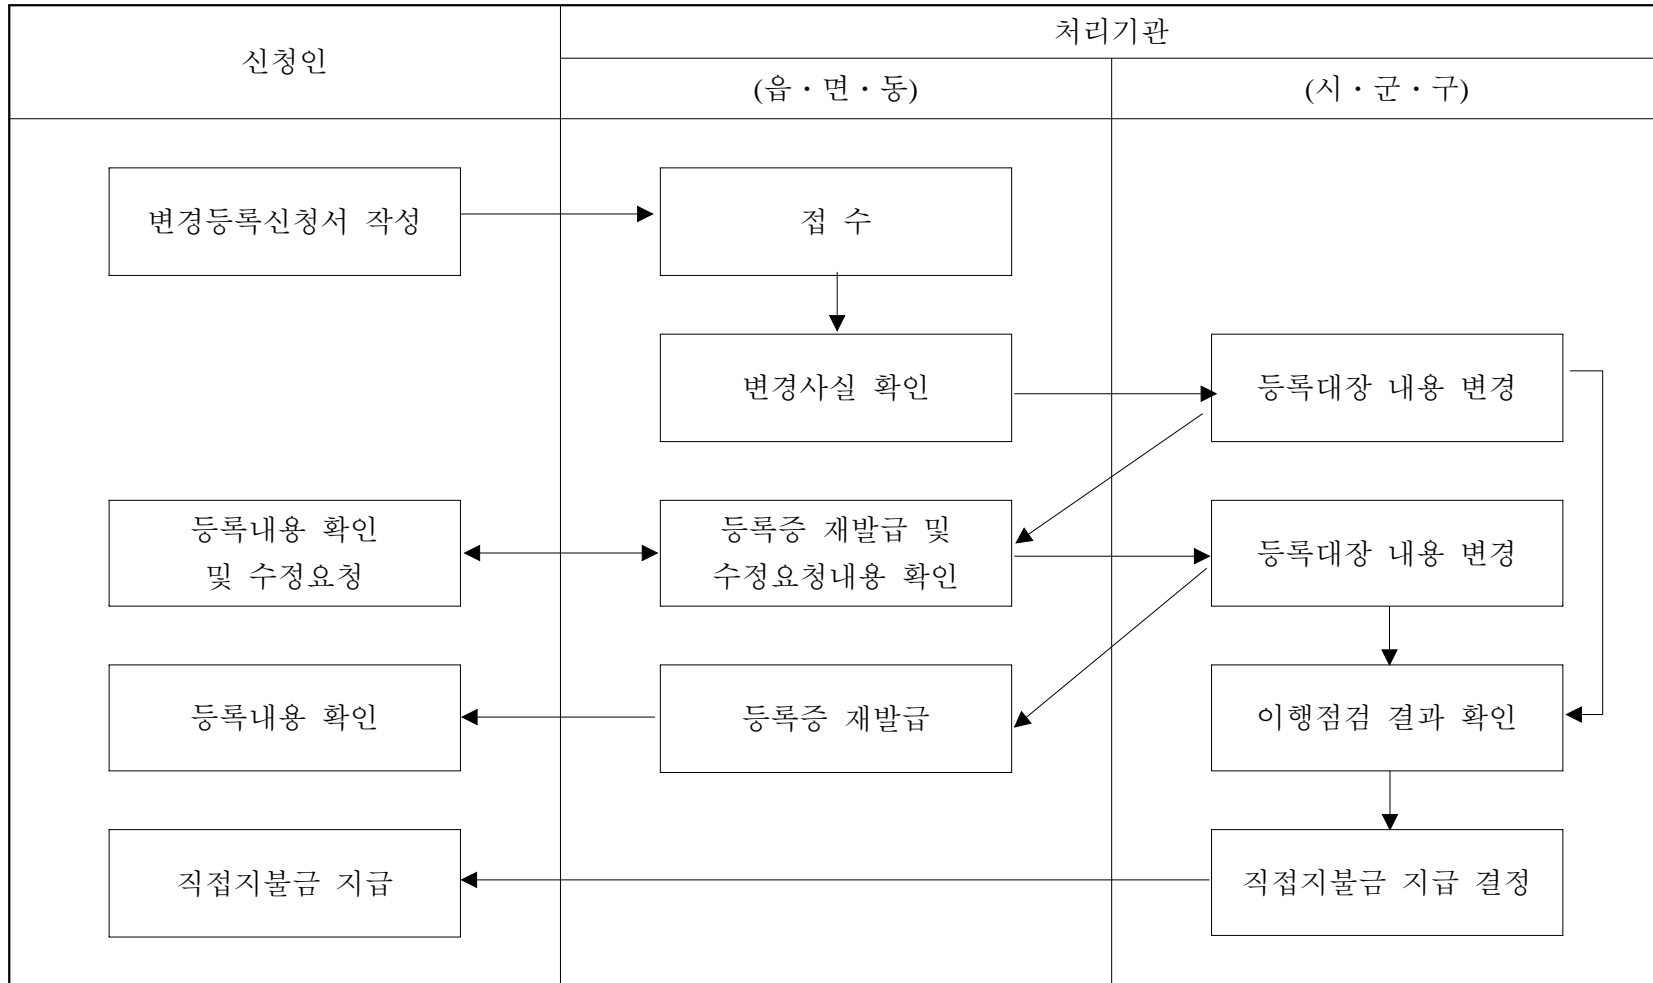 신청인
처리기관
(읍・면・동)
(시・군・구)
변경등록신청서 작성
접 수
변경사실 확인
등록대장 내용 변경
등록내용 확인
및 수정요청
등록증 재발급 및
수정요청내용 확인
등록대장 내용 변경
등록내용 확인
등록증 재발급
이행점검 결과 확인
직접지불금 지급
직접지불금 지급 결정